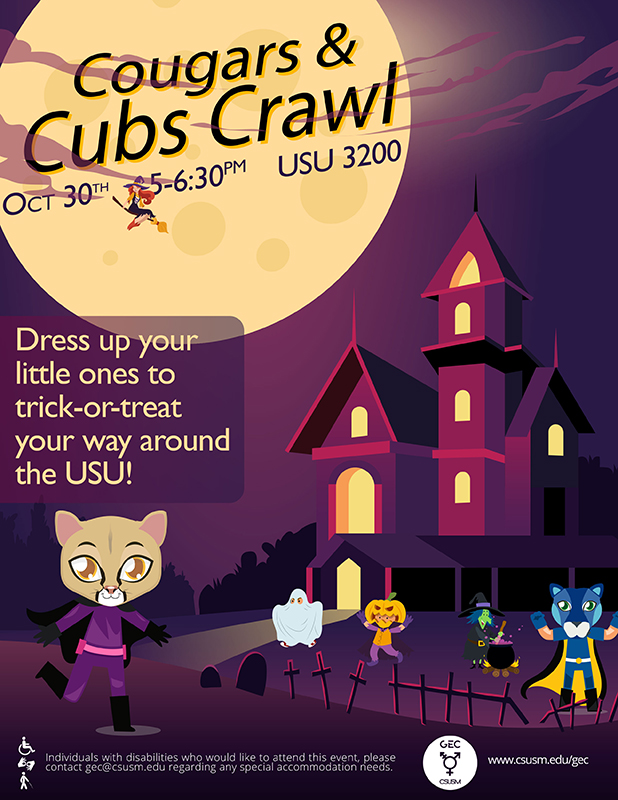 Cougars &
Cubs Crawl
Oct 30TH 5-6:30PM USU 3200
Dress up your
little ones to
trick-or-treat
your way around
the USU!
Individuals with disabilities who would like to attend this event, please
contact gec@csusm.edu regarding any special accommodation needs.
GEC
CSUSM
www.csusm.edu/gec